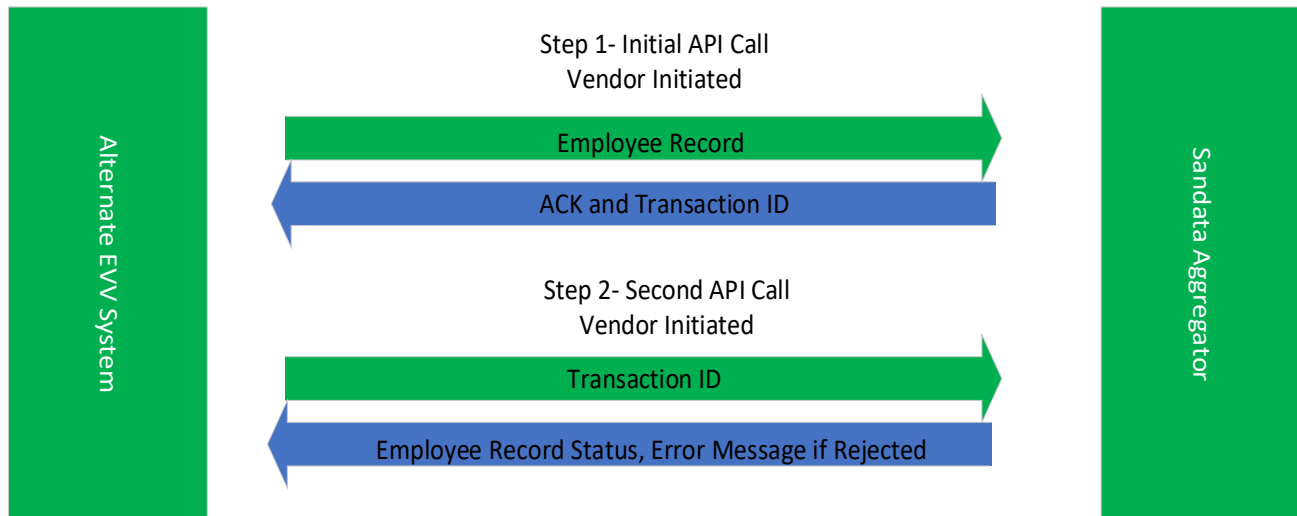 Alternate EVV System
Step 1- Initial API Call
Vendor Initiated
Employee Record
ACK and Transaction ID
Step 2- Second API Call
Vendor Initiated
Transaction ID
Employee Record Status, Error Message if Rejected
Sandata Aggregator